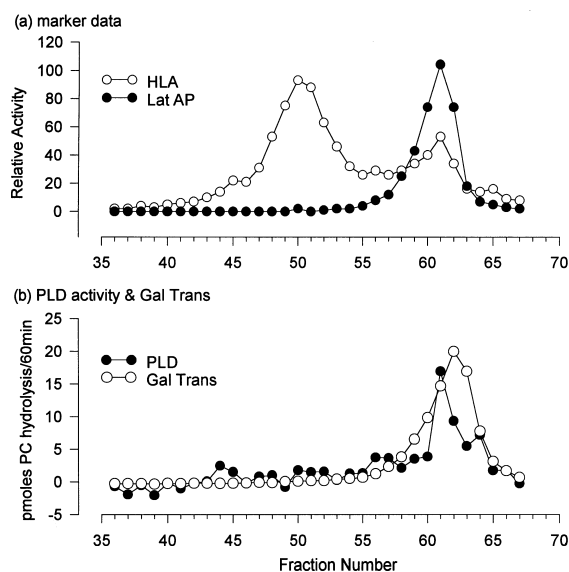 (a) marker data
Relative Activity
120
100
80
60
40
20
0
HLA
Lat AP
35 40 45 50 55 60 65 70
(b) PLD activity & Gal Trans
pmoles PC hydrolysis/60min
25
20
15
10
5
0
-5
PLD
Gal Trans
35 40 45 50 55 60 65 70
Fraction Number